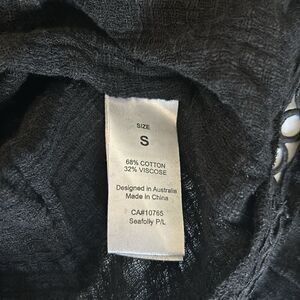 SIZE
S
68% COTTON
32% VISCOSE
Designed in Australia
Made in China
CA#10765
Seafolly P/L